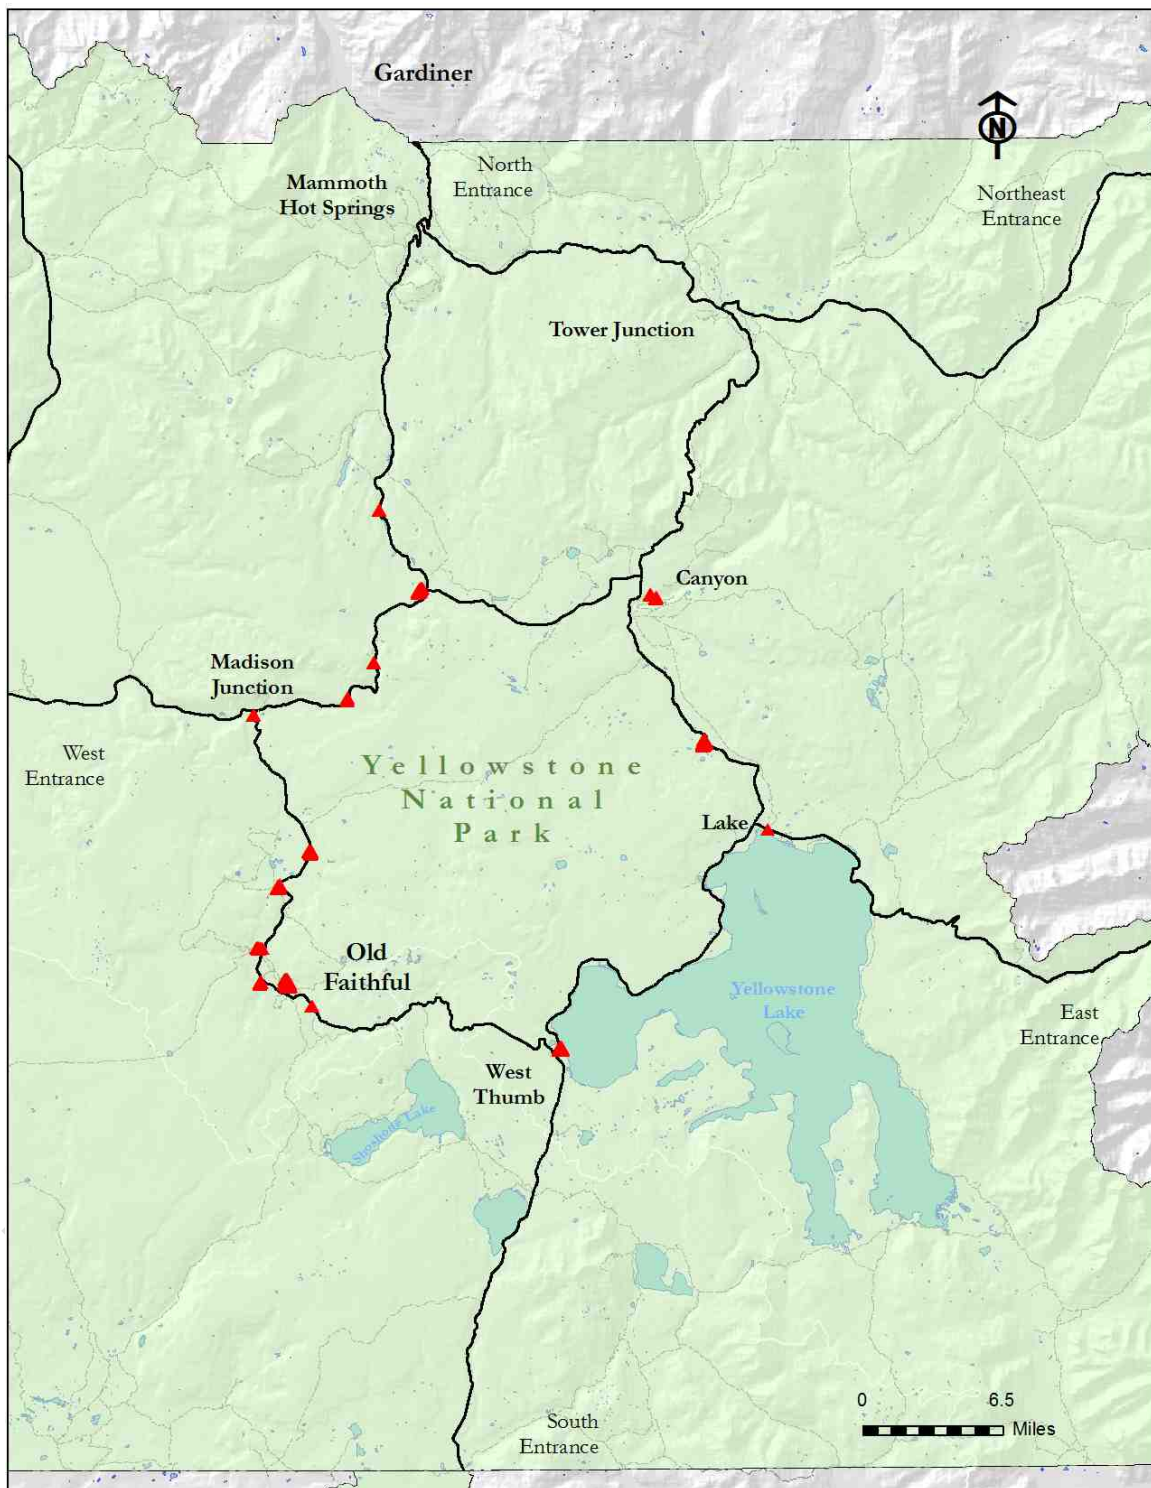 Gardiner
N
North
Entrance
Mammoth
Hot Springs
Northeast
Entrance
Tower Junction
Canyon
Madison
Junction
West
Entrance
Yellowstone
National
Park
Lake
Old
Faithful
Yellowstone
Lake
East
Entrance
West
Thumb
Shoshone Lake
0 6.5
Miles
South
Entrance